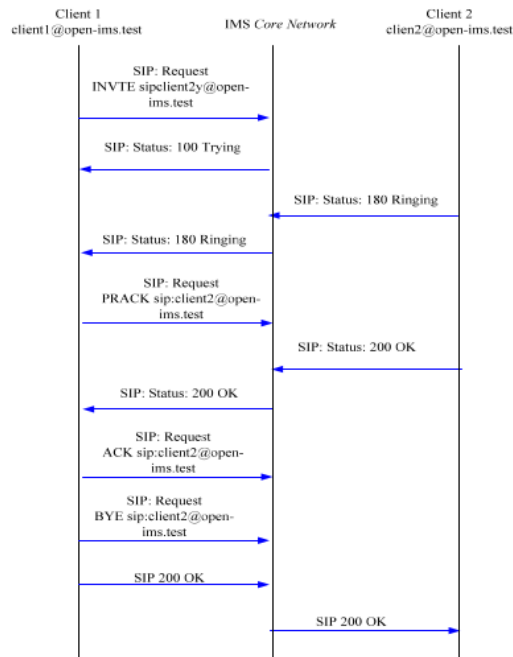 Client 1
client1@open-ims.test
IMS Core Network
Client 2
clien2@open-ims.test
SIP: Request
INVTE sipclient2y@open-
ims.test
SIP: Status: 100 Trying
SIP: Status: 180 Ringing
SIP: Status: 180 Ringing
SIP: Request
PRACK sip:client2@open-
ims.test
SIP: Status: 200 OK
SIP: Status: 200 OK
SIP: Request
ACK sip:client2@open-
ims.test
SIP: Request
BYE sip:client2@open-
ims.test
SIP 200 OK
SIP 200 OK